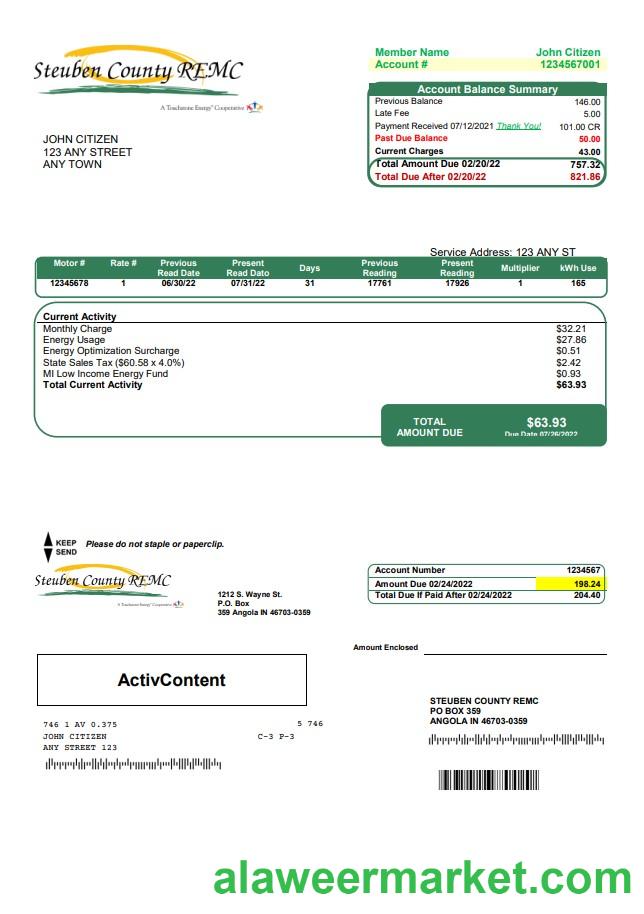 Steuben County REMC
A Touchstone Energy® Cooperative
Member Name John Citizen
Account # 1234567001
Account Balance Summary
Previous Balance 146.00
Late Fee 5.00
Payment Received 07/12/2021 Thank You! 101.00 CR
Past Due Balance 50.00
Current Charges 43.00
Total Amount Due 02/20/22 757.32
Total Due After 02/20/22 821.86
JOHN CITIZEN
123 ANY STREET
ANY TOWN
Service Address: 123 ANY ST
Motor # Rate # Previous Read Date Present Read Dato Days Previous Reading Present Reading Multiplier kWh Use
12345678 1 06/30/22 07/31/22 31 17761 17926 1 165
Current Activity
Monthly Charge $32.21
Energy Usage $27.86
Energy Optimization Surcharge $0.51
State Sales Tax ($60.58 x 4.0%) $2.42
MI Low Income Energy Fund $0.93
Total Current Activity $63.93
TOTAL AMOUNT DUE $63.93
Due Date 07/26/2022
KEEP
SEND
Please do not staple or paperclip.
Steuben County REMC
A Touchstone Energy® Cooperative
1212 S. Wayne St.
P.O. Box
359 Angola IN 46703-0359
Account Number 1234567
Amount Due 02/24/2022 198.24
Total Due If Paid After 02/24/2022 204.40
Amount Enclosed
ActivContent
746 1 AV 0.375 5 746
JOHN CITIZEN C-3 P-3
ANY STREET 123
STEUBEN COUNTY REMC
PO BOX 359
ANGOLA IN 46703-0359
alaweermarket.com